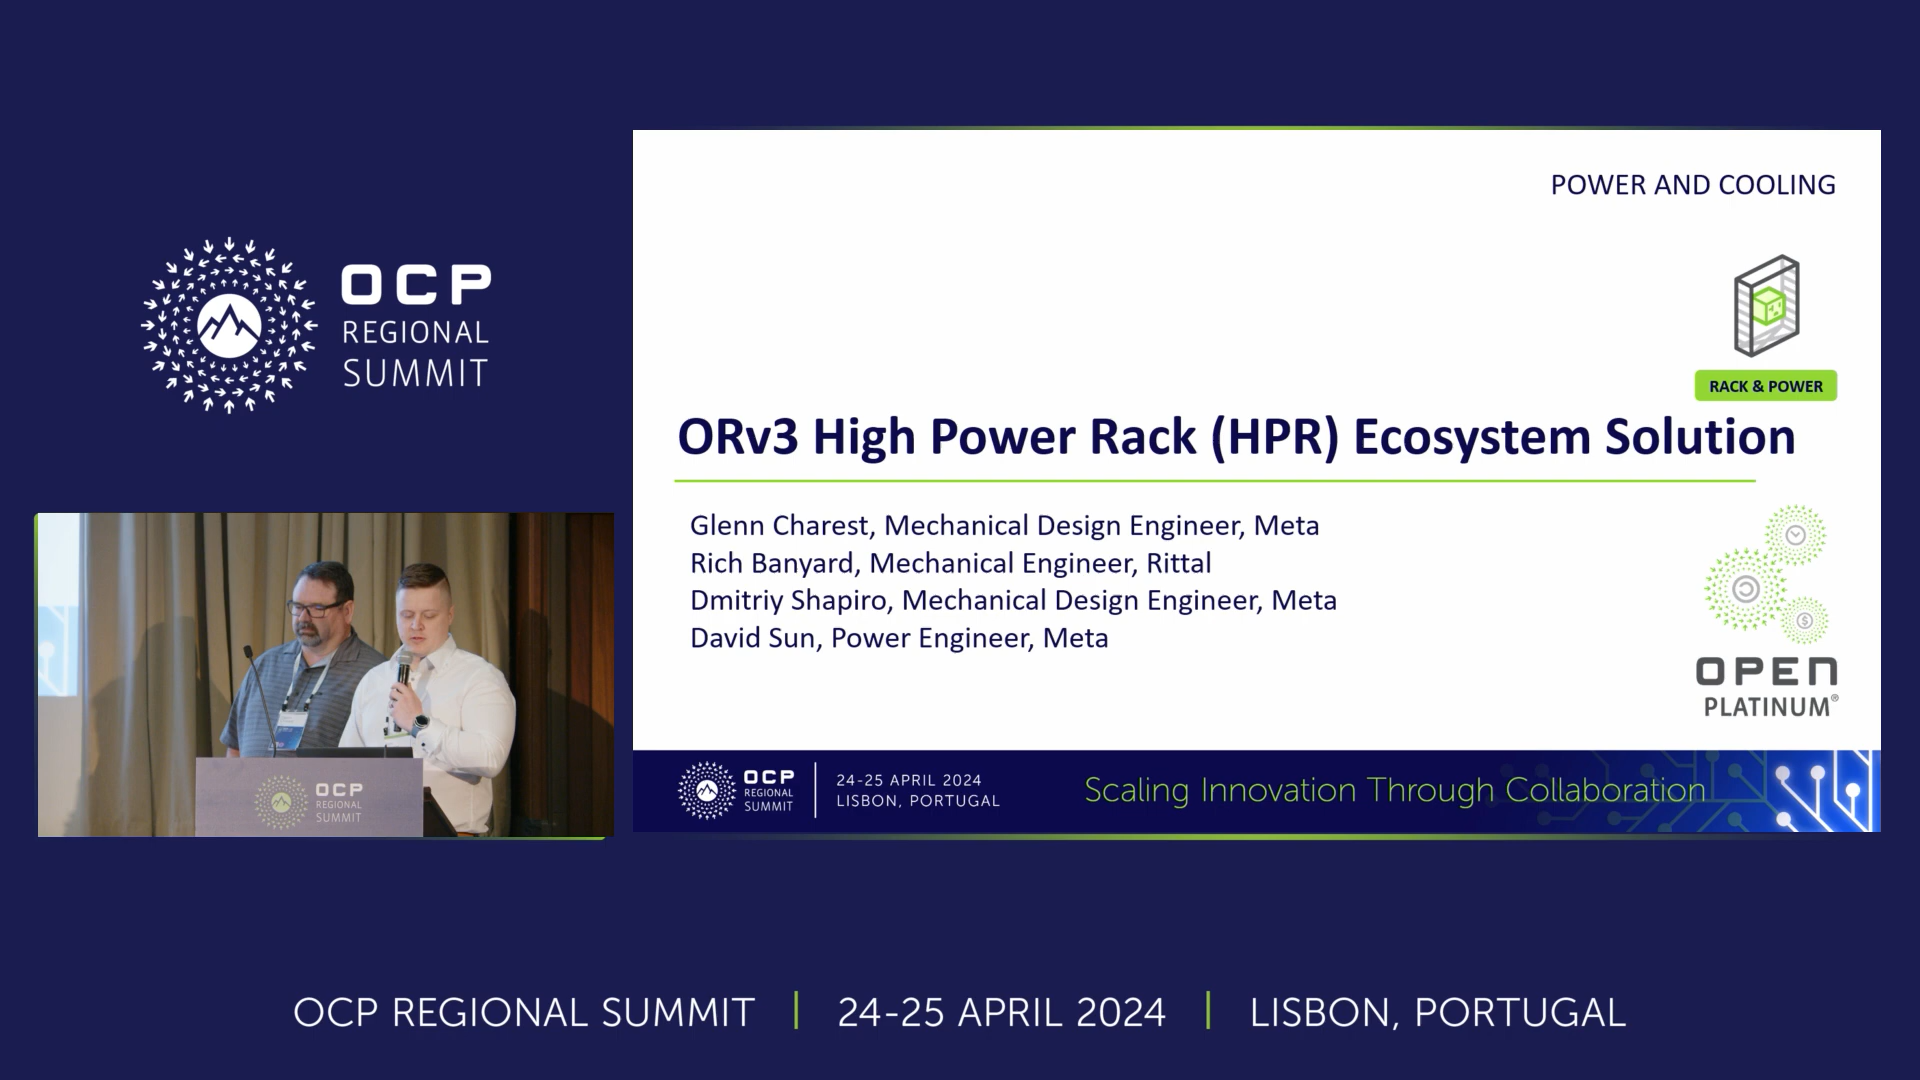 OCP
REGIONAL
SUMMIT
POWER AND COOLING
RACK & POWER
ORv3 High Power Rack (HPR) Ecosystem Solution
Glenn Charest, Mechanical Design Engineer, Meta
Rich Banyard, Mechanical Engineer, Rittal
Dmitriy Shapiro, Mechanical Design Engineer, Meta
David Sun, Power Engineer, Meta
$
OPEN
PLATINUM®
OCP
REGIONAL
SUMMIT
24-25 APRIL 2024
LISBON, PORTUGAL
Scaling Innovation Through Collaboration
OCP
REGIONAL
SUMMIT
OCP REGIONAL SUMMIT | 24-25 APRIL 2024 | LISBON, PORTUGAL